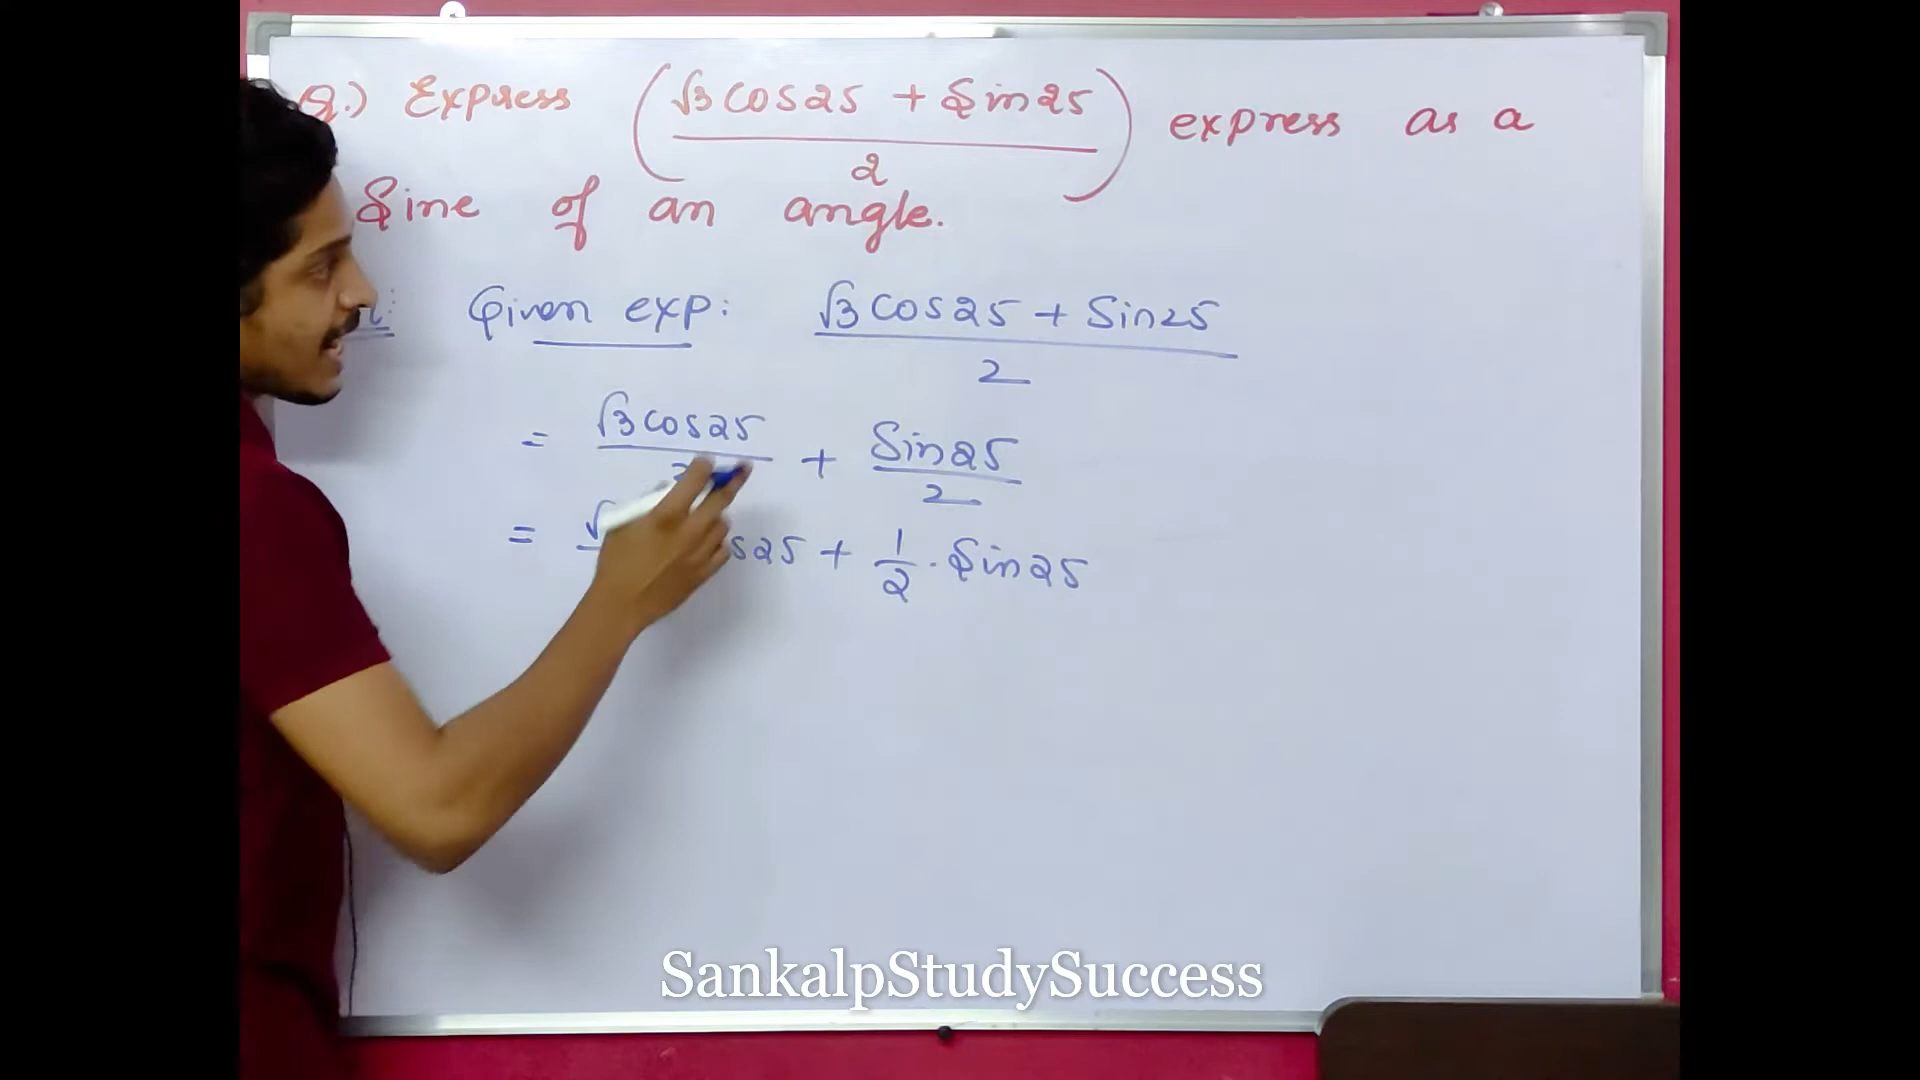 Q.) Express (√3 cos25 + Sin25 / 2) express as a
Sine of an angle.
Given exp: √3 cos25 + Sin25 / 2
= √3 cos25 / 2 + Sin25 / 2
= √ s25 + 1/2 . Sin25
SankalpStudySuccess